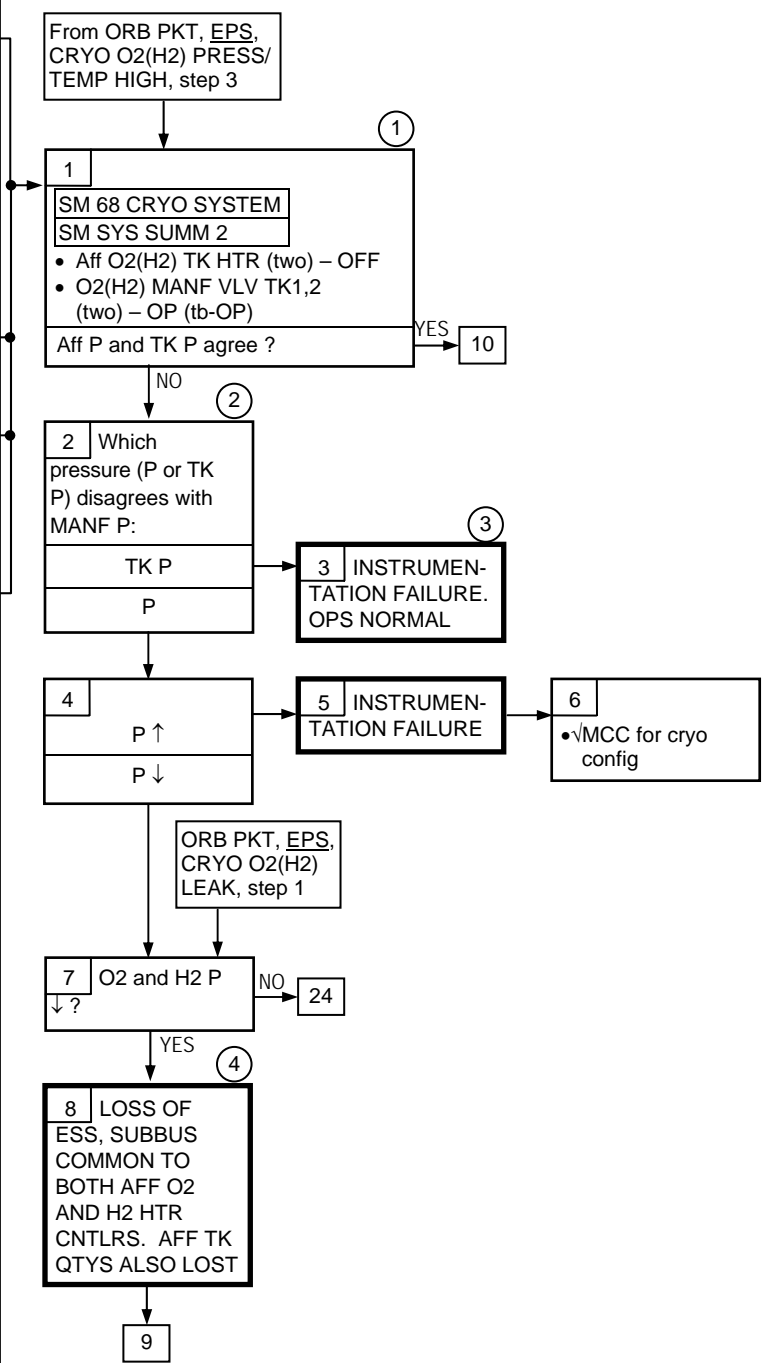 From ORB PKT, EPS,
CRYO O2(H2) PRESS/
TEMP HIGH, step 3
1
1
SM 68 CRYO SYSTEM
SM SYS SUMM 2
• Aff O2(H2) TK HTR (two) – OFF
• O2(H2) MANF VLV TK1,2
(two) – OP (tb-OP)
Aff P and TK P agree ?
YES
10
NO
2
2 Which
pressure (P or TK
P) disagrees with
MANF P:
TK P
P
3
3 INSTRUMEN-
TATION FAILURE.
OPS NORMAL
4
P ↑
P ↓
5 INSTRUMEN-
TATION FAILURE
6
•√MCC for cryo
config
ORB PKT, EPS,
CRYO O2(H2)
LEAK, step 1
7 O2 and H2 P
↓ ?
NO
24
YES
4
8 LOSS OF
ESS, SUBBUS
COMMON TO
BOTH AFF O2
AND H2 HTR
CNTLRS. AFF TK
QTYS ALSO LOST
9